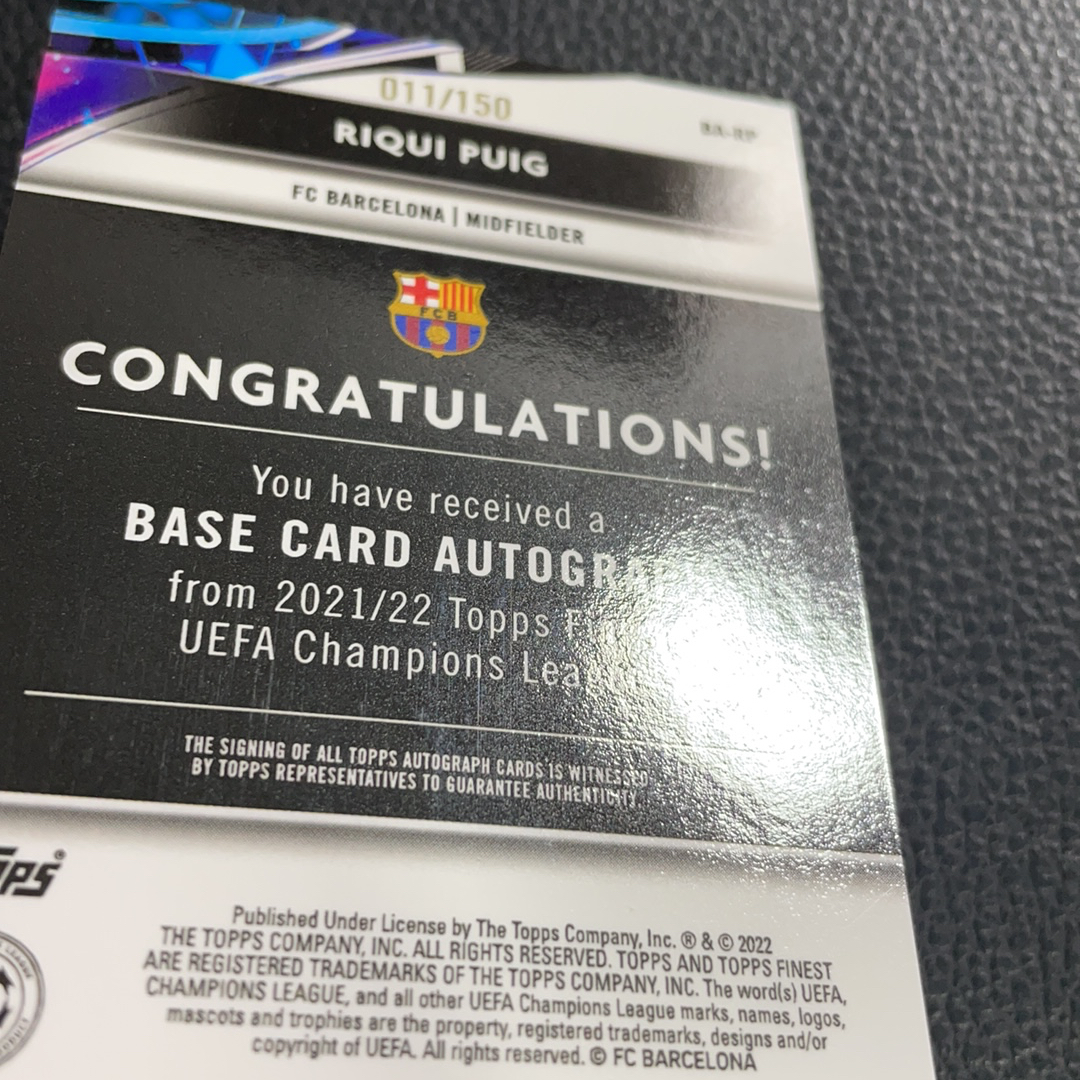 011/150
BA-RP
RIQUI PUIG
FC BARCELONA | MIDFIELDER
FCB
CONGRATULATIONS!
You have received a
BASE CARD
from 2021/22 Topps
UEFA Champions
THE SIGNING OF ALL TOPPS AUTOGRAPH CARDS IS WITNESSED
BY TOPPS REPRESENTATIVES TO GUARANTEE AUTHENTICITY.
Published Under License by The Topps Company, Inc. ® & © 2022
THE TOPPS COMPANY, INC. ALL RIGHTS RESERVED. TOPPS AND TOPPS FINEST
ARE REGISTERED TRADEMARKS OF THE TOPPS COMPANY, INC. The word(s) UEFA,
CHAMPIONS LEAGUE, and all other UEFA Champions League marks, names, logos,
mascots and trophies are the property, registered trademarks, designs and/or
copyright of UEFA. All rights reserved. © FC BARCELONA